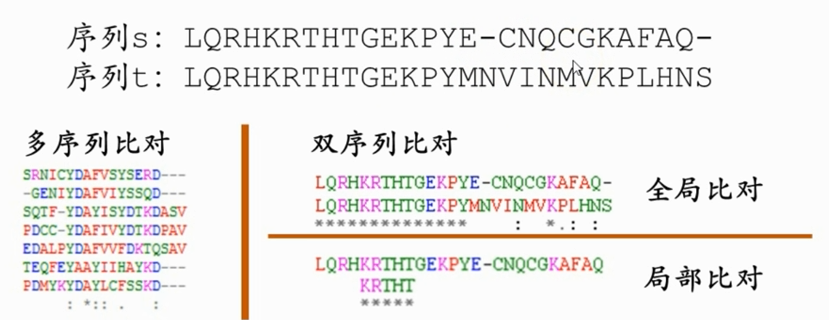 序列s: LQRHKRTHTGEKPYE-CNQCGKAFAQ-
序列t: LQRHKRTHTGEKPYMNVINMVKPLHNS
多序列比对
SRNICYDAFVSYSERD---
-GENIYDAFVIYSSQD---
SQTF-YDAYISYDTKDASV
PDCC-YDAFIVYDTKDPAV
EDALPYDAFVVFDKTQSAV
TEQFEYAAYIIHAYKD---
PDMYKYDAYLCFSSKD---
: *:: . :
双序列比对
LQRHKRTHTGEKPYE-CNQCGKAFAQ-
LQRHKRTHTGEKPYMNVINMVKPLHNS
************** : *.: :
全局比对
LQRHKRTHTGEKPYE-CNQCGKAFAQ
KRTHT
*****
局部比对